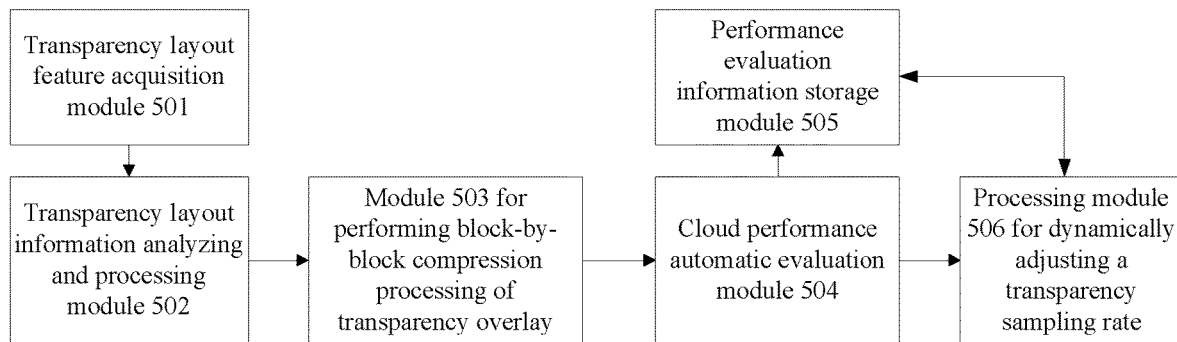 Transparency layout
feature acquisition
module 501
Performance
evaluation
information storage
module 505
Transparency layout
information analyzing
and processing
module 502
Module 503 for
performing block-by-
block compression
processing of
transparency overlay
Cloud performance
automatic evaluation
module 504
Processing module
506 for dynamically
adjusting a
transparency
sampling rate